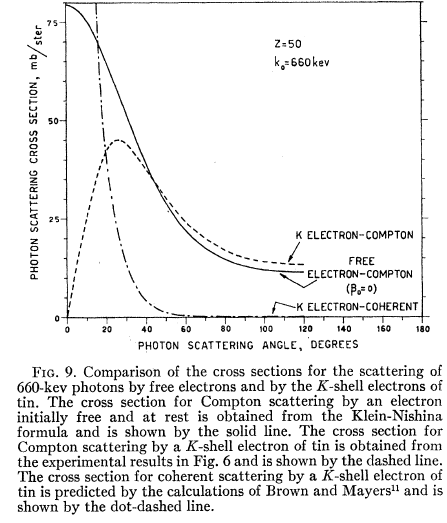 75
50
25
PHOTON SCATTERING CROSS SECTION, mb/ster
Z=50
k₀=660 kev
K ELECTRON-COMPTON
FREE
ELECTRON-COMPTON
(β₀=0)
K ELECTRON-COHERENT
0 20 40 60 80 100 120 140 160 180
PHOTON SCATTERING ANGLE, DEGREES
FIG. 9. Comparison of the cross sections for the scattering of
660-kev photons by free electrons and by the K-shell electrons of
tin. The cross section for Compton scattering by an electron
initially free and at rest is obtained from the Klein-Nishina
formula and is shown by the solid line. The cross section for
Compton scattering by a K-shell electron of tin is obtained from
the experimental results in Fig. 6 and is shown by the dashed line.
The cross section for coherent scattering by a K-shell electron of
tin is predicted by the calculations of Brown and Mayers¹¹ and is
shown by the dot-dashed line.